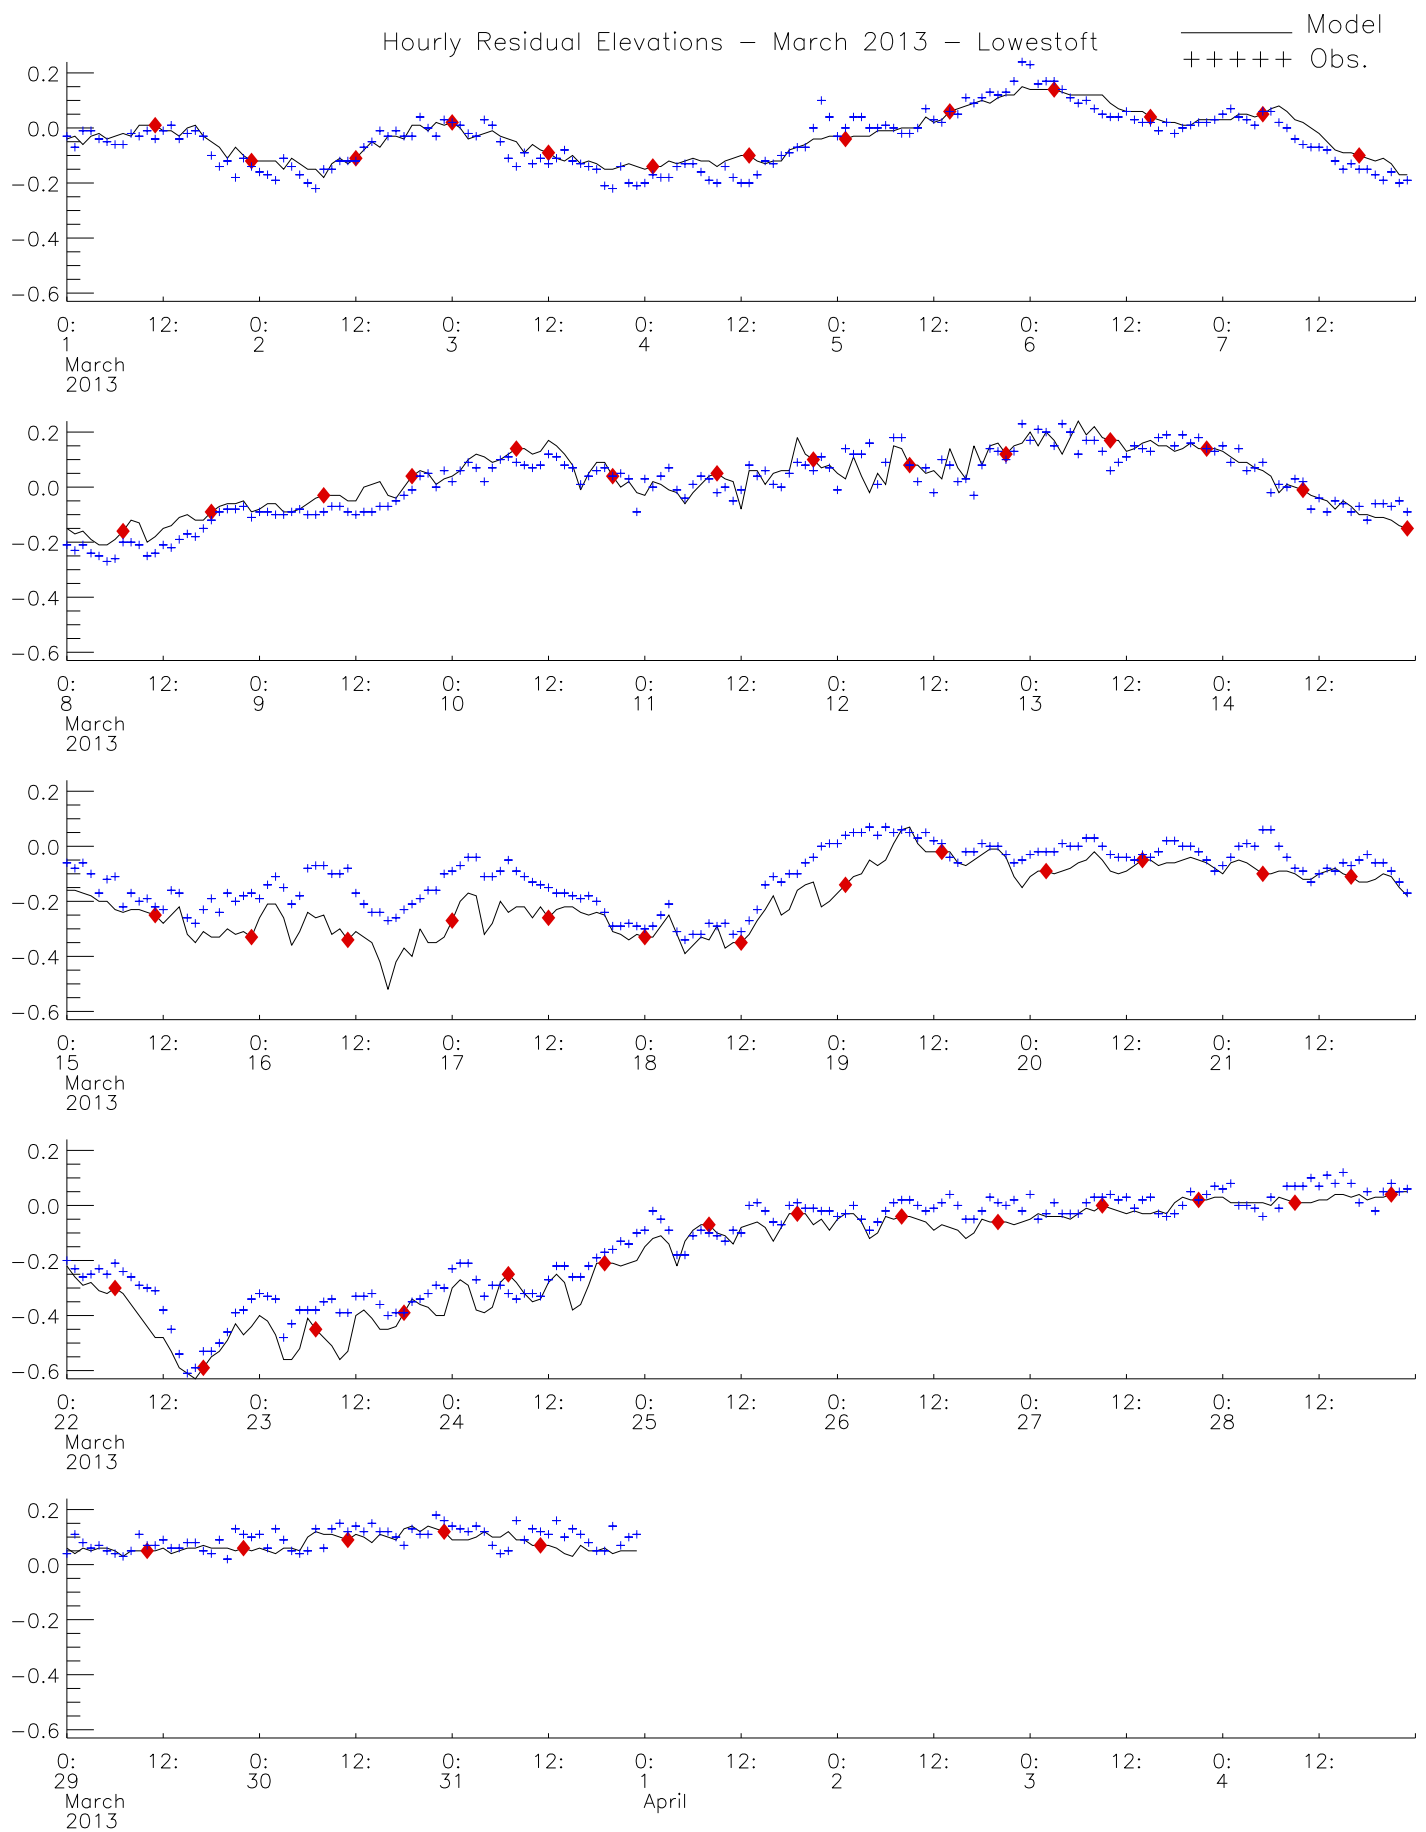 Hourly Residual Elevations − March 2013 − Lowestoft
Model
+++++ Obs.
0.2
0.0
−0.2
−0.4
−0.6
0: 12: 0: 12: 0: 12: 0: 12: 0: 12: 0: 12: 0: 12:
1 2 3 4 5 6 7
March
2013
0.2
0.0
−0.2
−0.4
−0.6
0: 12: 0: 12: 0: 12: 0: 12: 0: 12: 0: 12: 0: 12:
8 9 10 11 12 13 14
March
2013
0.2
0.0
−0.2
−0.4
−0.6
0: 12: 0: 12: 0: 12: 0: 12: 0: 12: 0: 12: 0: 12:
15 16 17 18 19 20 21
March
2013
0.2
0.0
−0.2
−0.4
−0.6
0: 12: 0: 12: 0: 12: 0: 12: 0: 12: 0: 12: 0: 12:
22 23 24 25 26 27 28
March
2013
0.2
0.0
−0.2
−0.4
−0.6
0: 12: 0: 12: 0: 12: 0: 12: 0: 12: 0: 12: 0: 12:
29 30 31 1 2 3 4
March April
2013